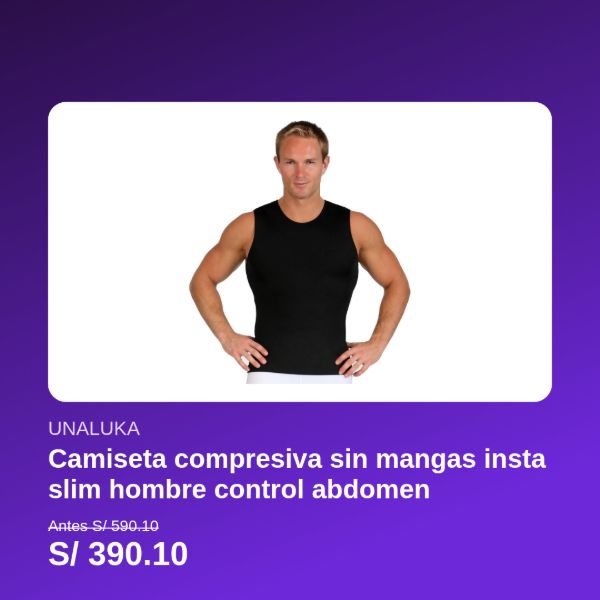 UNALUKA
Camiseta compresiva sin mangas insta
slim hombre control abdomen
Antes S/ 590.10
S/ 390.10